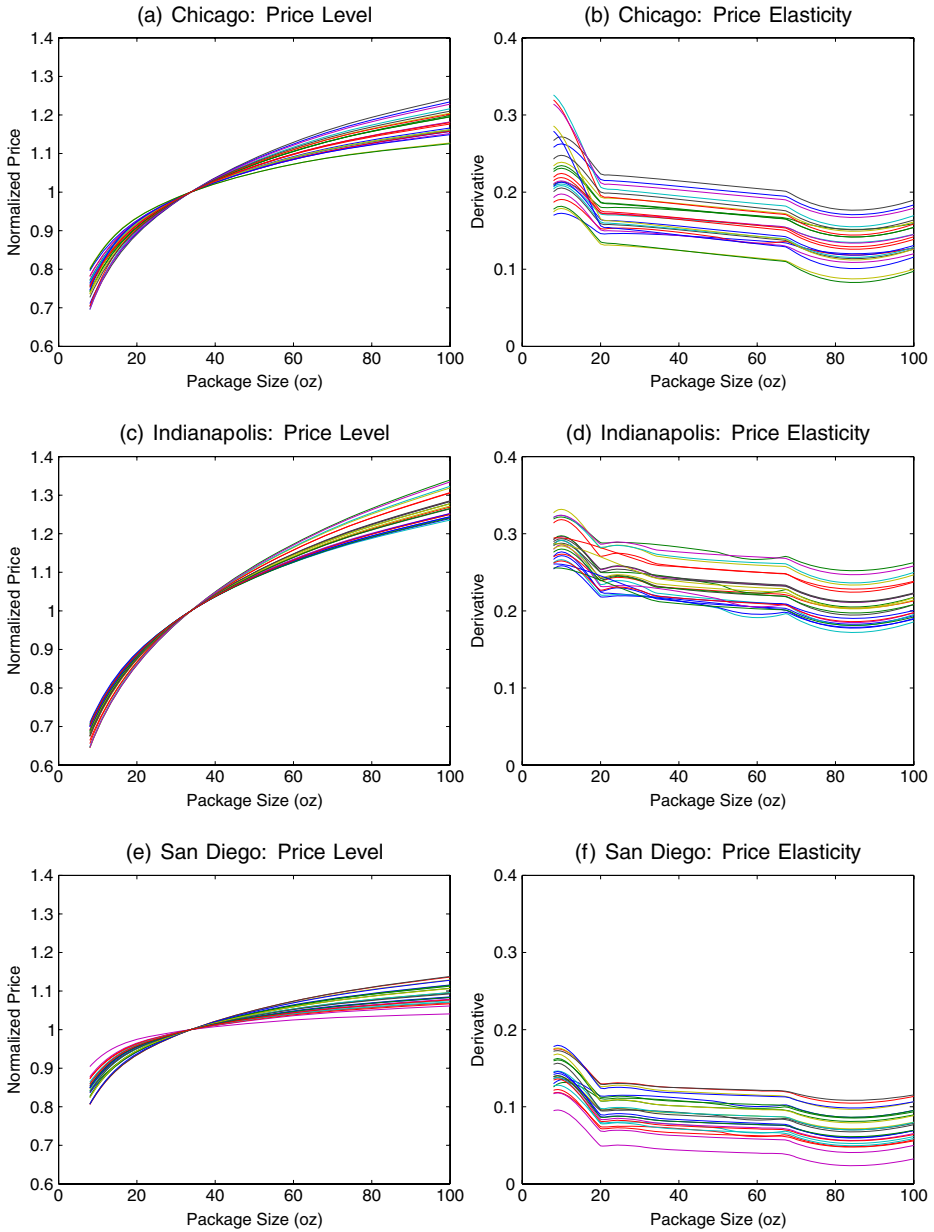 (a) Chicago: Price Level
1.4
1.3
1.2
1.1
1
0.9
0.8
0.7
0.6
Normalized Price
0 20 40 60 80 100
Package Size (oz)
(b) Chicago: Price Elasticity
0.4
0.3
0.2
0.1
0
Derivative
0 20 40 60 80 100
Package Size (oz)
(c) Indianapolis: Price Level
1.4
1.3
1.2
1.1
1
0.9
0.8
0.7
0.6
Normalized Price
0 20 40 60 80 100
Package Size (oz)
(d) Indianapolis: Price Elasticity
0.4
0.3
0.2
0.1
0
Derivative
0 20 40 60 80 100
Package Size (oz)
(e) San Diego: Price Level
1.4
1.3
1.2
1.1
1
0.9
0.8
0.7
0.6
Normalized Price
0 20 40 60 80 100
Package Size (oz)
(f) San Diego: Price Elasticity
0.4
0.3
0.2
0.1
0
Derivative
0 20 40 60 80 100
Package Size (oz)